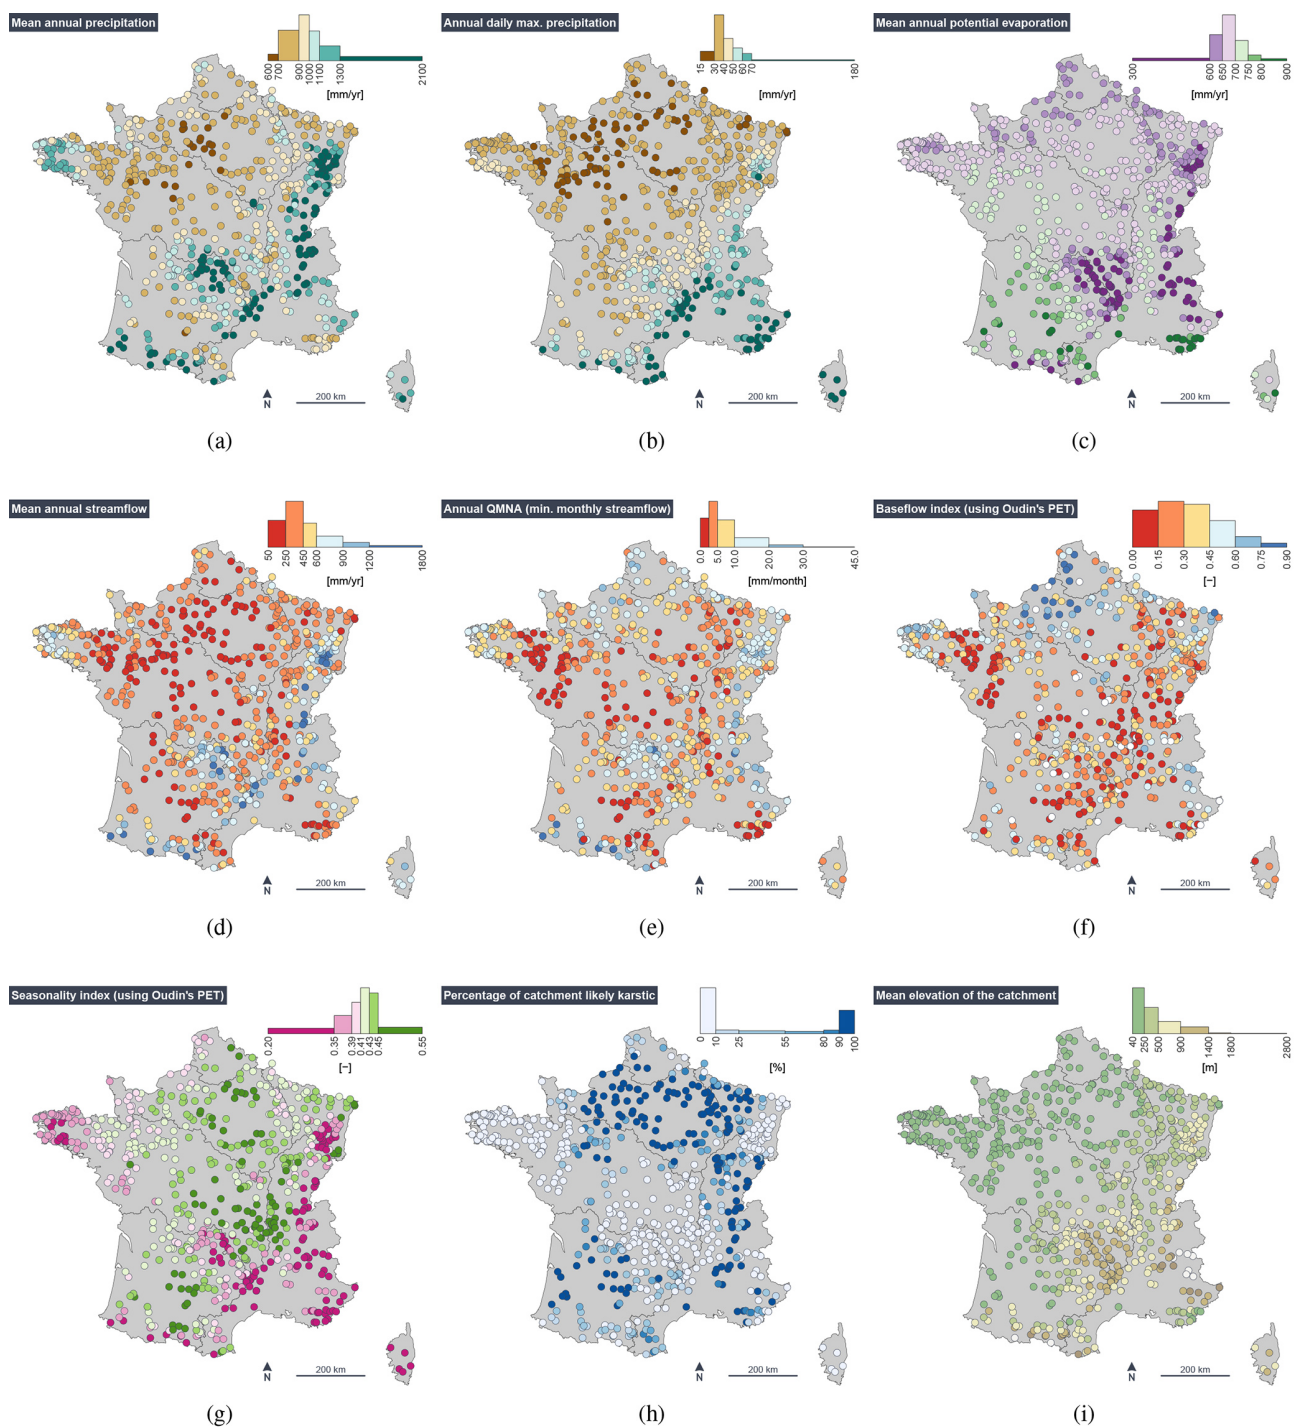 Mean annual precipitation
600 700 900 1000 1100 1300 2100
[mm/yr]
N
200 km
(a)
Annual daily max. precipitation
15 30 40 50 60 70 180
[mm/yr]
N
200 km
(b)
Mean annual potential evaporation
300 600 650 700 750 800 900
[mm/yr]
N
200 km
(c)
Mean annual streamflow
50 250 450 600 900 1200 1800
[mm/yr]
N
200 km
(d)
Annual QMNA (min. monthly streamflow)
0.0 5.0 10.0 20.0 30.0 45.0
[mm/month]
N
200 km
(e)
Baseflow index (using Oudin's PET)
0.00 0.15 0.30 0.45 0.60 0.75 0.90
[−]
N
200 km
(f)
Seasonality index (using Oudin's PET)
0.20 0.35 0.39 0.41 0.43 0.45 0.55
[−]
N
200 km
(g)
Percentage of catchment likely karstic
0 10 25 55 80 90 100
[%]
N
200 km
(h)
Mean elevation of the catchment
40 250 500 900 1400 1800 2800
[m]
N
200 km
(i)